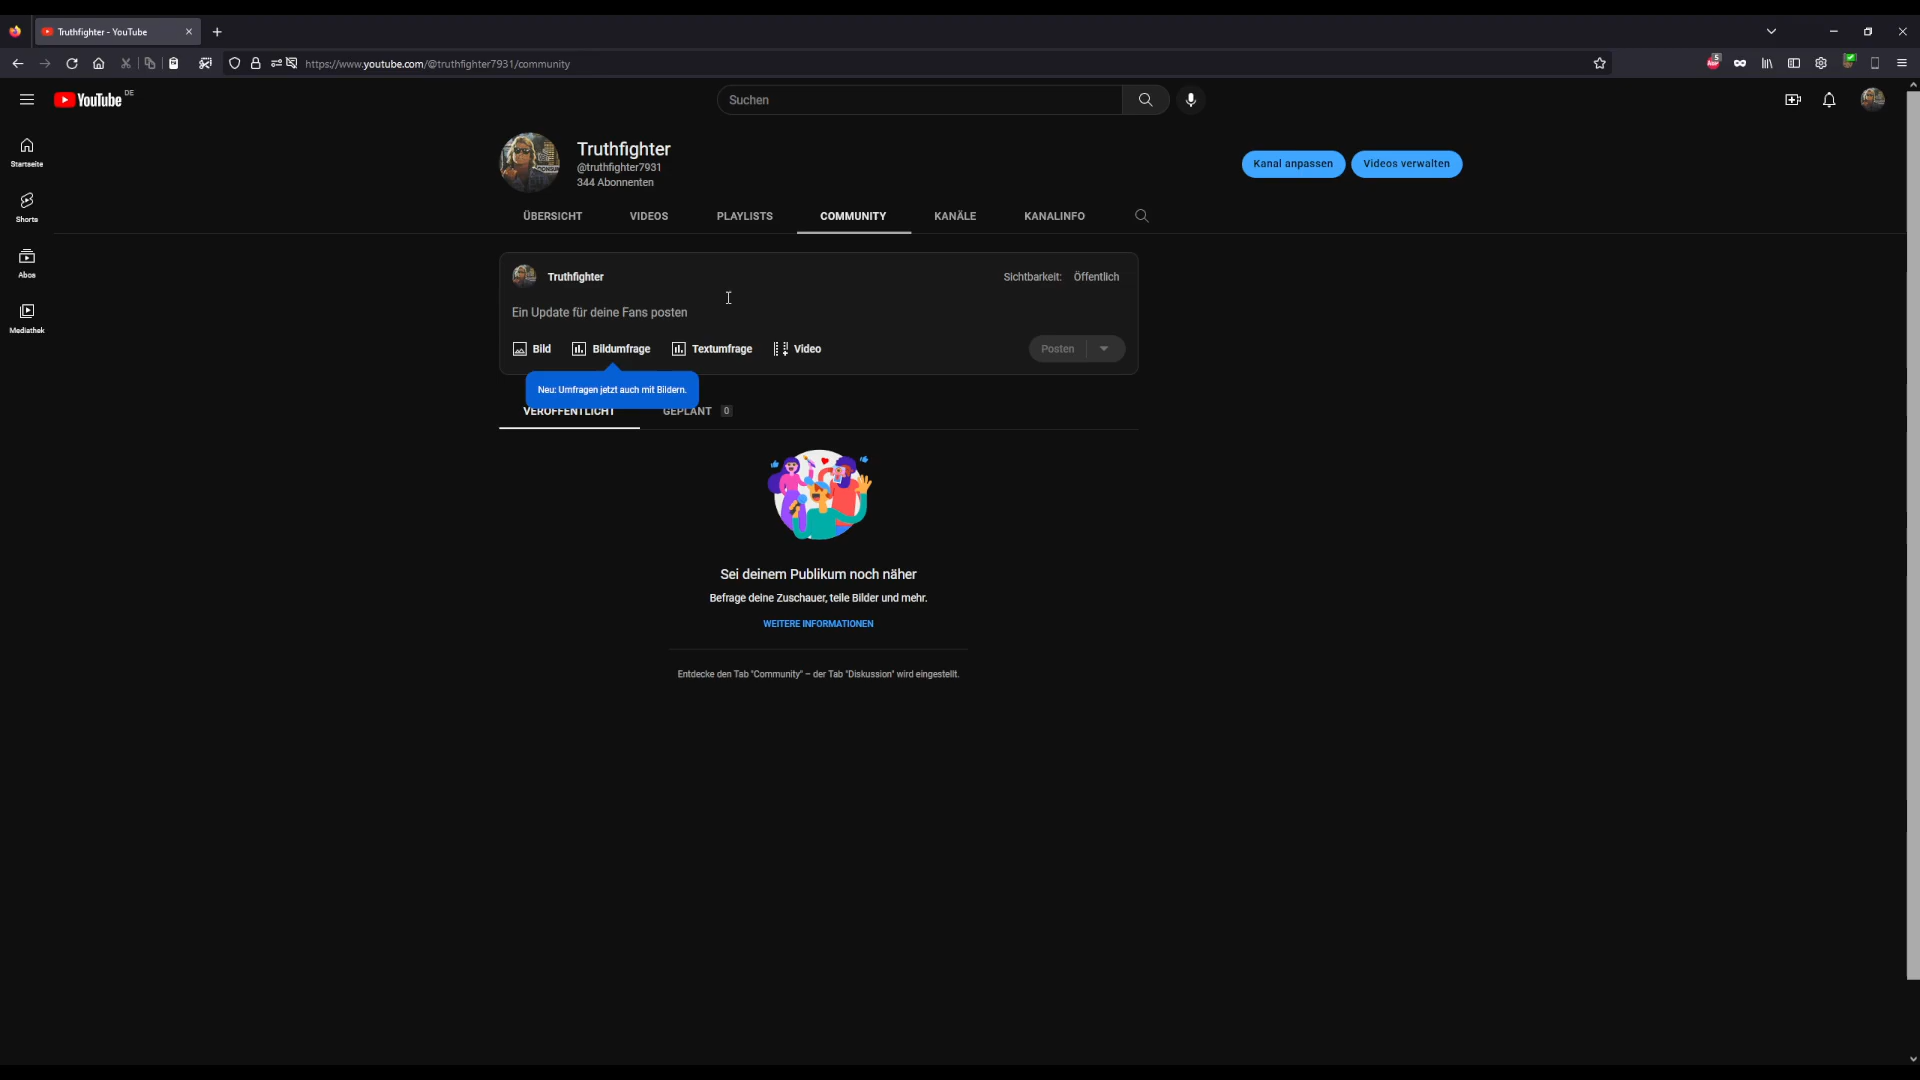 Truthfighter - YouTube
https://www.youtube.com/@truthfighter7931/community
5
YouTube DE
Suchen
Startseite
Shorts
Abos
Mediathek
Truthfighter
@truthfighter7931
344 Abonnenten
Kanal anpassen
Videos verwalten
ÜBERSICHT
VIDEOS
PLAYLISTS
COMMUNITY
KANÄLE
KANALINFO
Truthfighter
Sichtbarkeit: Öffentlich
Ein Update für deine Fans posten
Bild
Bildumfrage
Textumfrage
Video
Posten
Neu: Umfragen jetzt auch mit Bildern.
VERÖFFENTLICHT
GEPLANT 0
Sei deinem Publikum noch näher
Befrage deine Zuschauer, teile Bilder und mehr.
WEITERE INFORMATIONEN
Entdecke den Tab "Community" – der Tab "Diskussion" wird eingestellt.